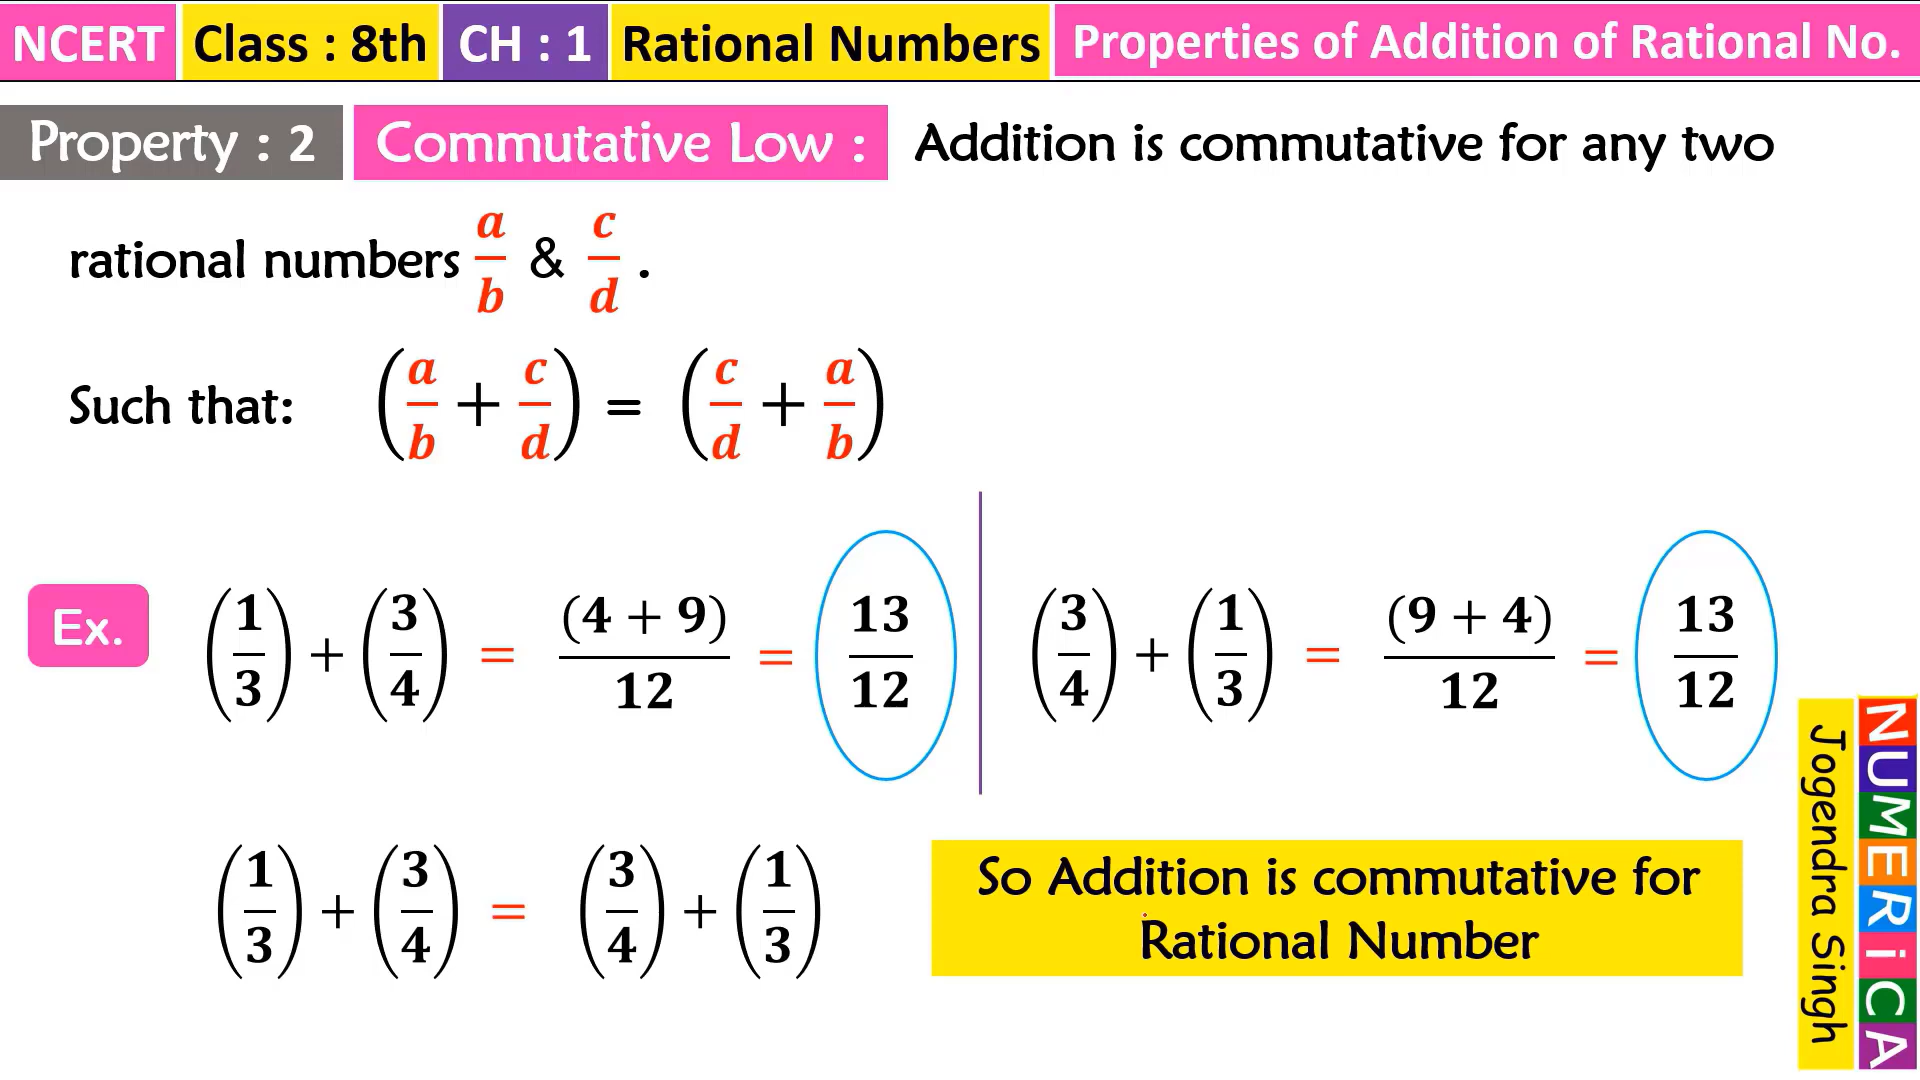 NCERT Class : 8th CH : 1 Rational Numbers Properties of Addition of Rational No.
Property : 2 Commutative Low : Addition is commutative for any two
rational numbers a/b & c/d .
Such that: (a/b + c/d) = (c/d + a/b)
Ex. (1/3) + (3/4) = (4 + 9)/12 = 13/12
(3/4) + (1/3) = (9 + 4)/12 = 13/12
(1/3) + (3/4) = (3/4) + (1/3)
So Addition is commutative for
Rational Number
NUMERiCA
Jogendra Singh